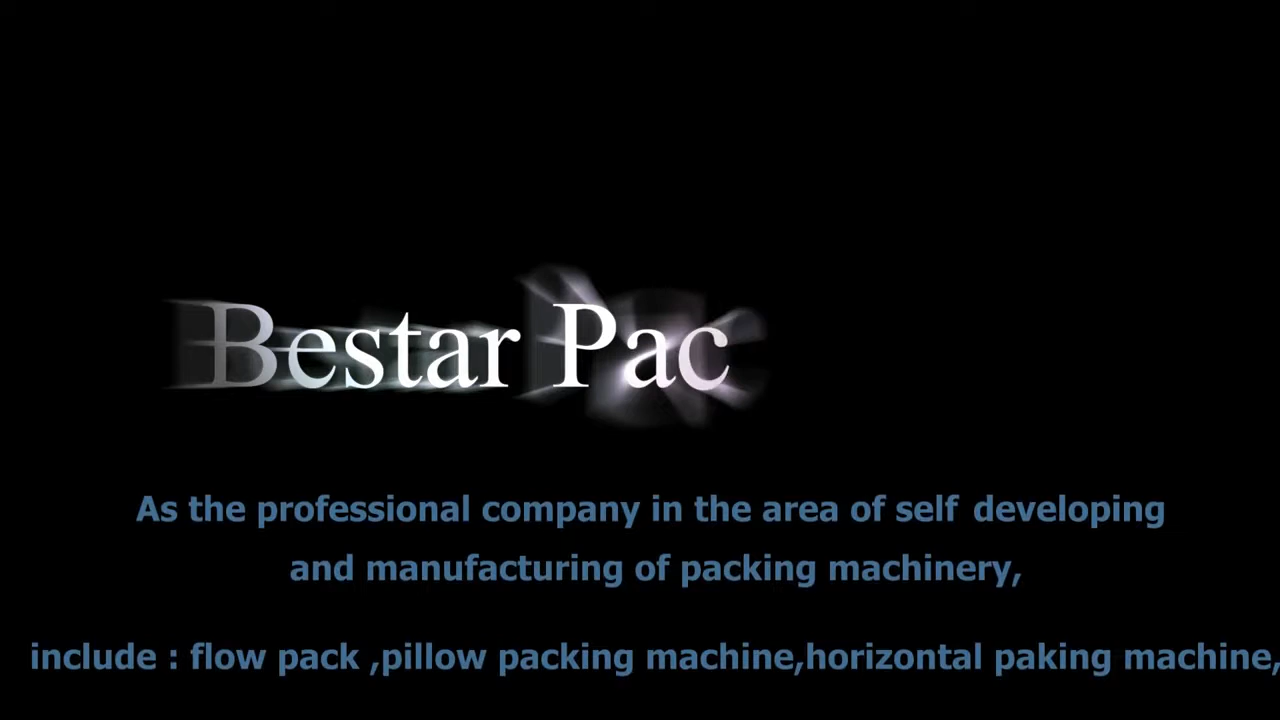 Bestar Pac
As the professional company in the area of self developing
and manufacturing of packing machinery,
include : flow pack ,pillow packing machine,horizontal paking machine,